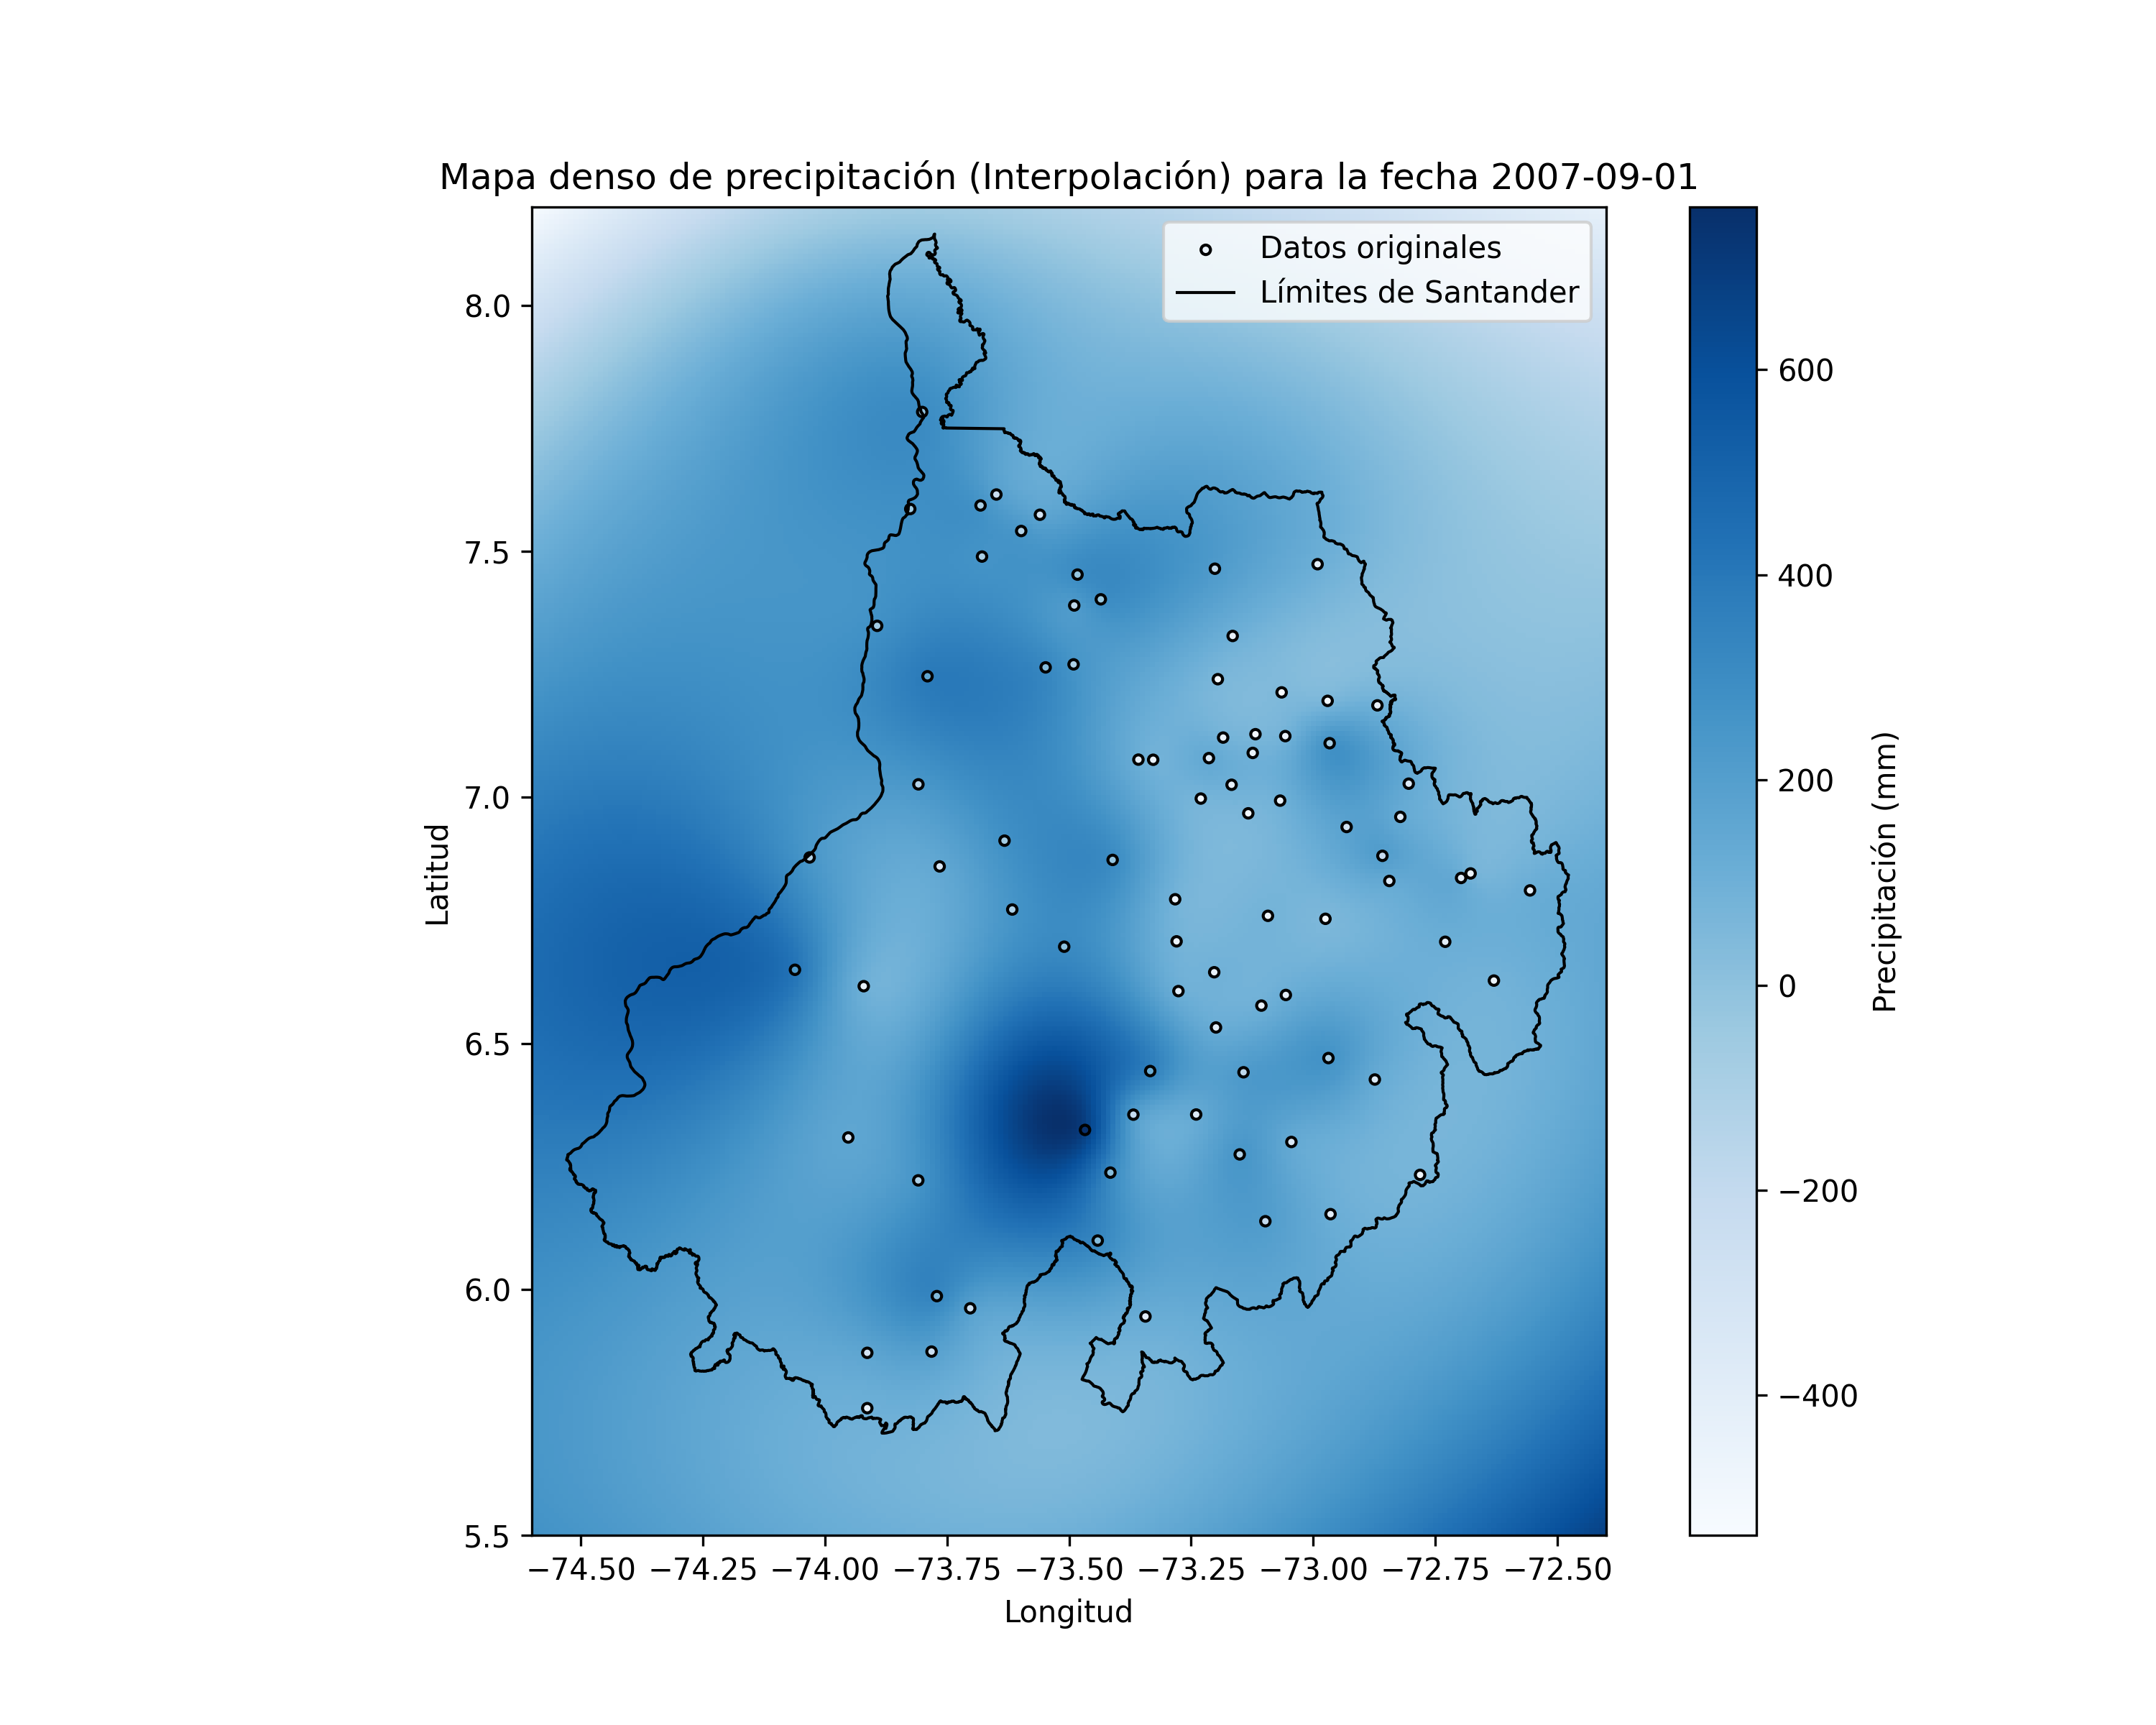 Mapa denso de precipitación (Interpolación) para la fecha 2007-09-01
Datos originales
Límites de Santander
8.0
7.5
7.0
6.5
6.0
5.5
Latitud
−74.50 −74.25 −74.00 −73.75 −73.50 −73.25 −73.00 −72.75 −72.50
Longitud
600
400
200
0
−200
−400
Precipitación (mm)